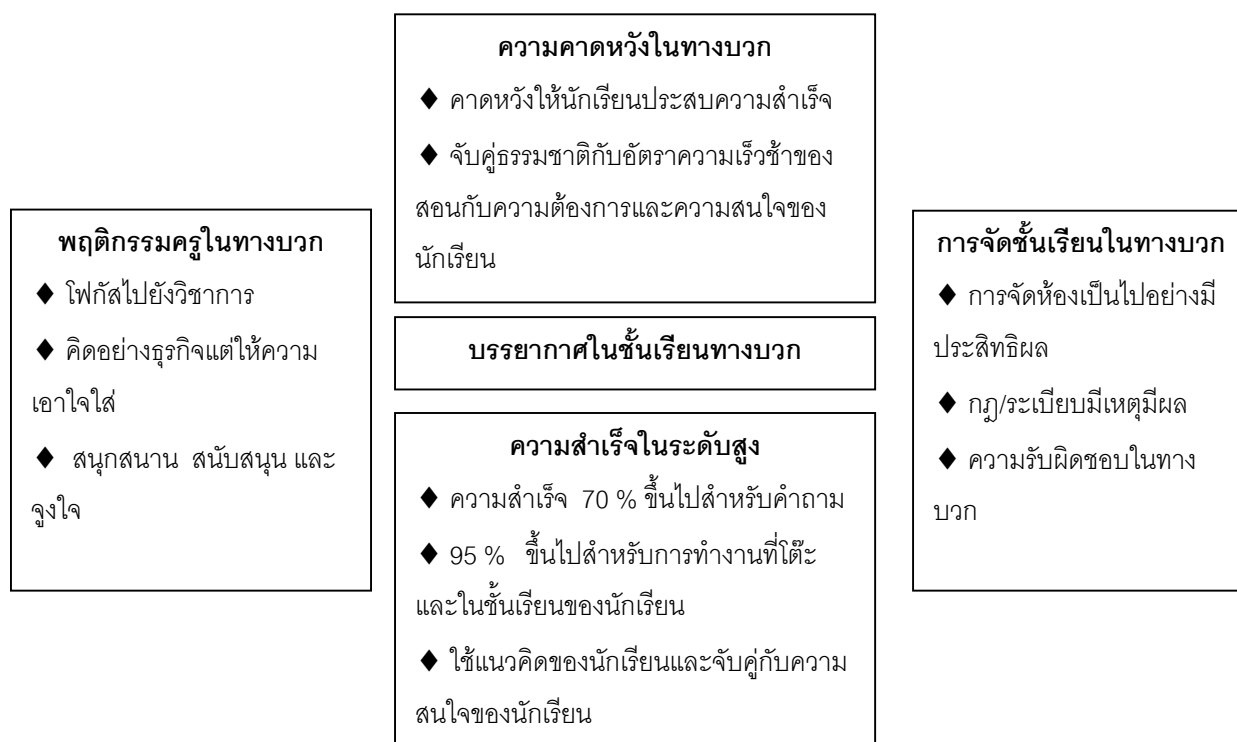 ความคาดหวังในทางบวก
♦ คาดหวังให้นักเรียนประสบความสำเร็จ
♦ จับคู่ธรรมชาติกับอัตราความเร็วช้าของ
สอนกับความต้องการและความสนใจของ
นักเรียน
พฤติกรรมครูในทางบวก
♦ โฟกัสไปยังวิชาการ
♦ คิดอย่างธุรกิจแต่ให้ความ
เอาใจใส่
♦ สนุกสนาน สนับสนุน และ
จูงใจ
บรรยากาศในชั้นเรียนทางบวก
ความสำเร็จในระดับสูง
♦ ความสำเร็จ 70 % ขึ้นไปสำหรับคำถาม
♦ 95 % ขึ้นไปสำหรับการทำงานที่โต๊ะ
และในชั้นเรียนของนักเรียน
♦ ใช้แนวคิดของนักเรียนและจับคู่กับความ
สนใจของนักเรียน
การจัดชั้นเรียนในทางบวก
♦ การจัดห้องเป็นไปอย่างมี
ประสิทธิผล
♦ กฎ/ระเบียบมีเหตุมีผล
♦ ความรับผิดชอบในทาง
บวก